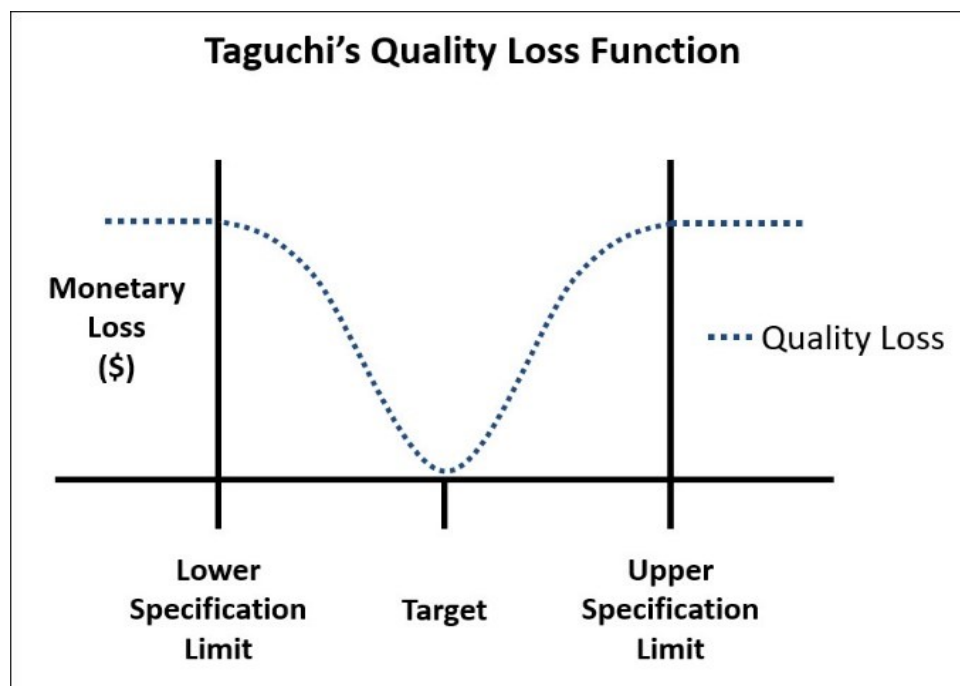 Taguchi’s Quality Loss Function
Monetary
Loss
($)
Quality Loss
Lower
Specification
Limit
Target
Upper
Specification
Limit